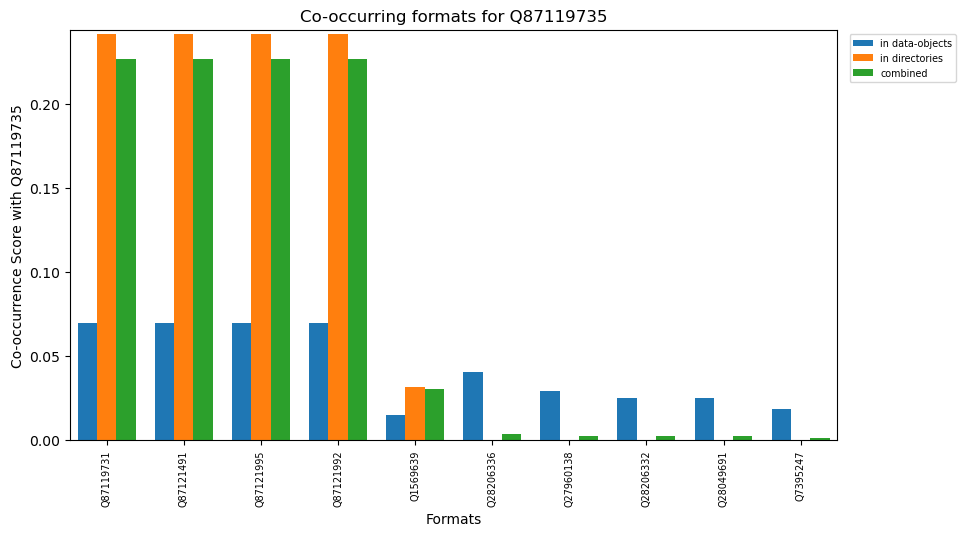 Co-occurring formats for Q87119735
in data-objects
in directories
combined
Co-occurrence Score with Q87119735
0.20
0.15
0.10
0.05
0.00
Q87119731
Q87121491
Q87121995
Q87121992
Q1569639
Q28206336
Q27960138
Q28206332
Q28049691
Q7395247
Formats